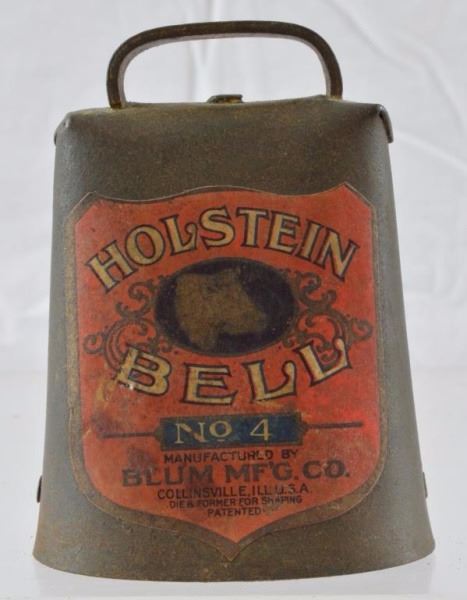 HOLSTEIN
BELL
No 4
MANUFACTURED BY
BLUM MF'G. CO.
COLLINSVILLE, ILL. U.S.A.
DIE & FORMER FOR SHAPING
PATENTED